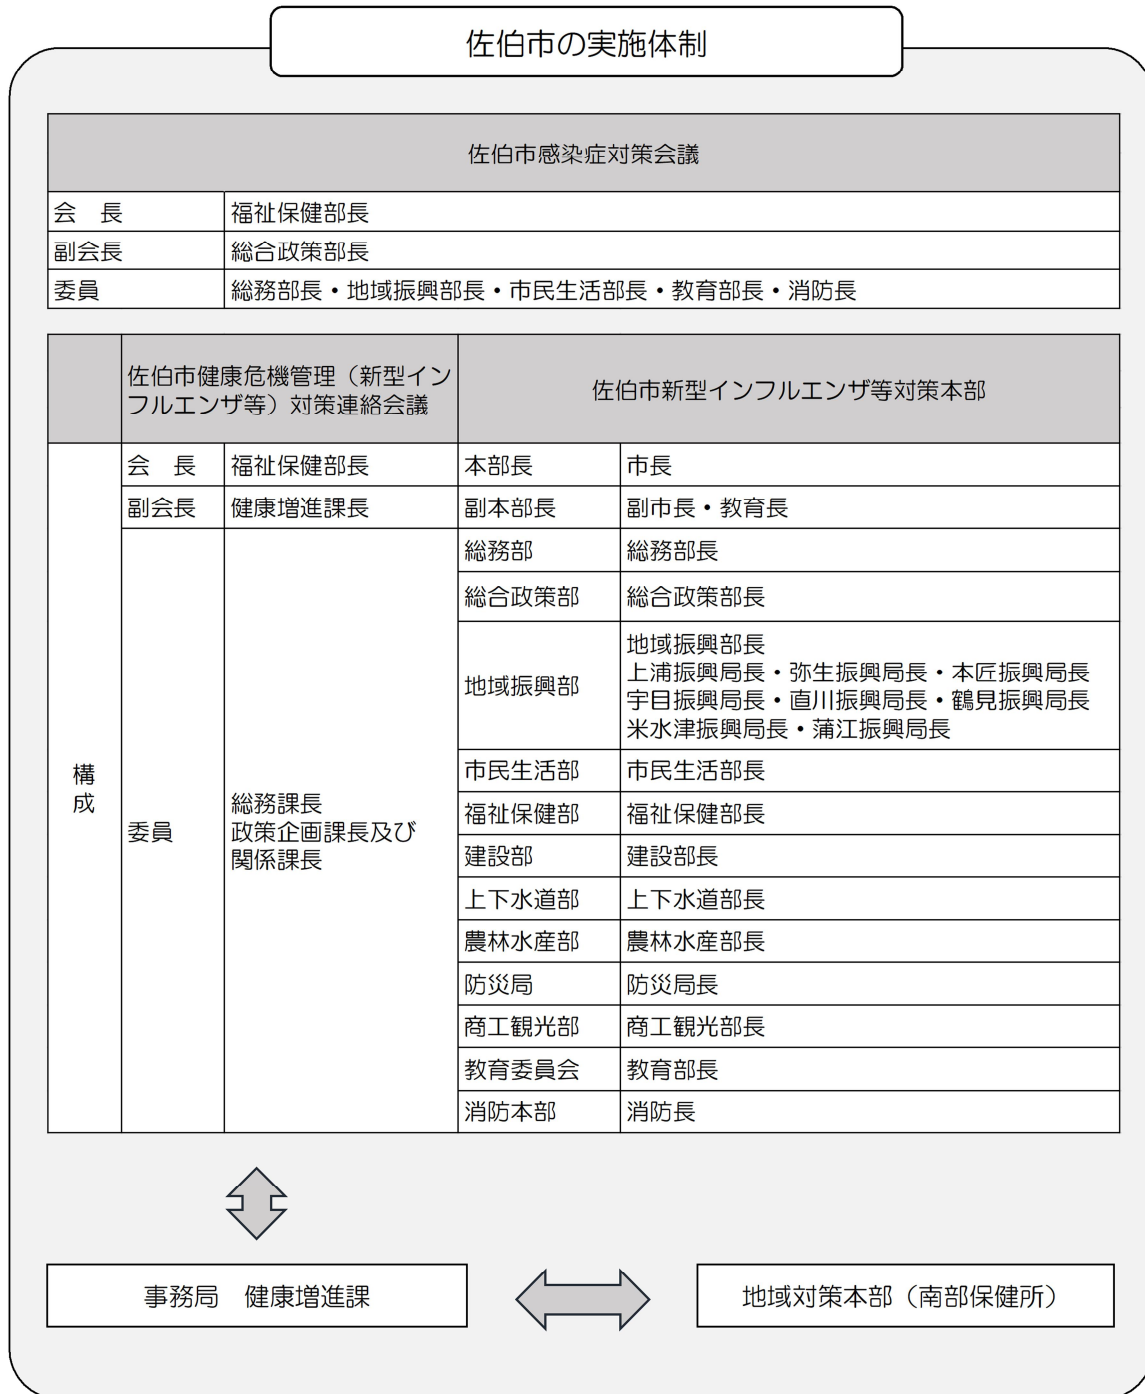 佐伯市の実施体制
佐伯市感染症対策会議
会　長 福祉保健部長
副会長 総合政策部長
委員 総務部長・地域振興部長・市民生活部長・教育部長・消防長
佐伯市健康危機管理（新型イン
フルエンザ等）対策連絡会議
佐伯市新型インフルエンザ等対策本部
構
成
会　長 福祉保健部長
副会長 健康増進課長
委員
総務課長
政策企画課長及び
関係課長
本部長 市長
副本部長 副市長・教育長
総務部 総務部長
総合政策部 総合政策部長
地域振興部
地域振興部長
上浦振興局長・弥生振興局長・本匠振興局長
宇目振興局長・直川振興局長・鶴見振興局長
米水津振興局長・蒲江振興局長
市民生活部 市民生活部長
福祉保健部 福祉保健部長
建設部 建設部長
上下水道部 上下水道部長
農林水産部 農林水産部長
防災局 防災局長
商工観光部 商工観光部長
教育委員会 教育部長
消防本部 消防長
事務局　健康増進課
地域対策本部（南部保健所）